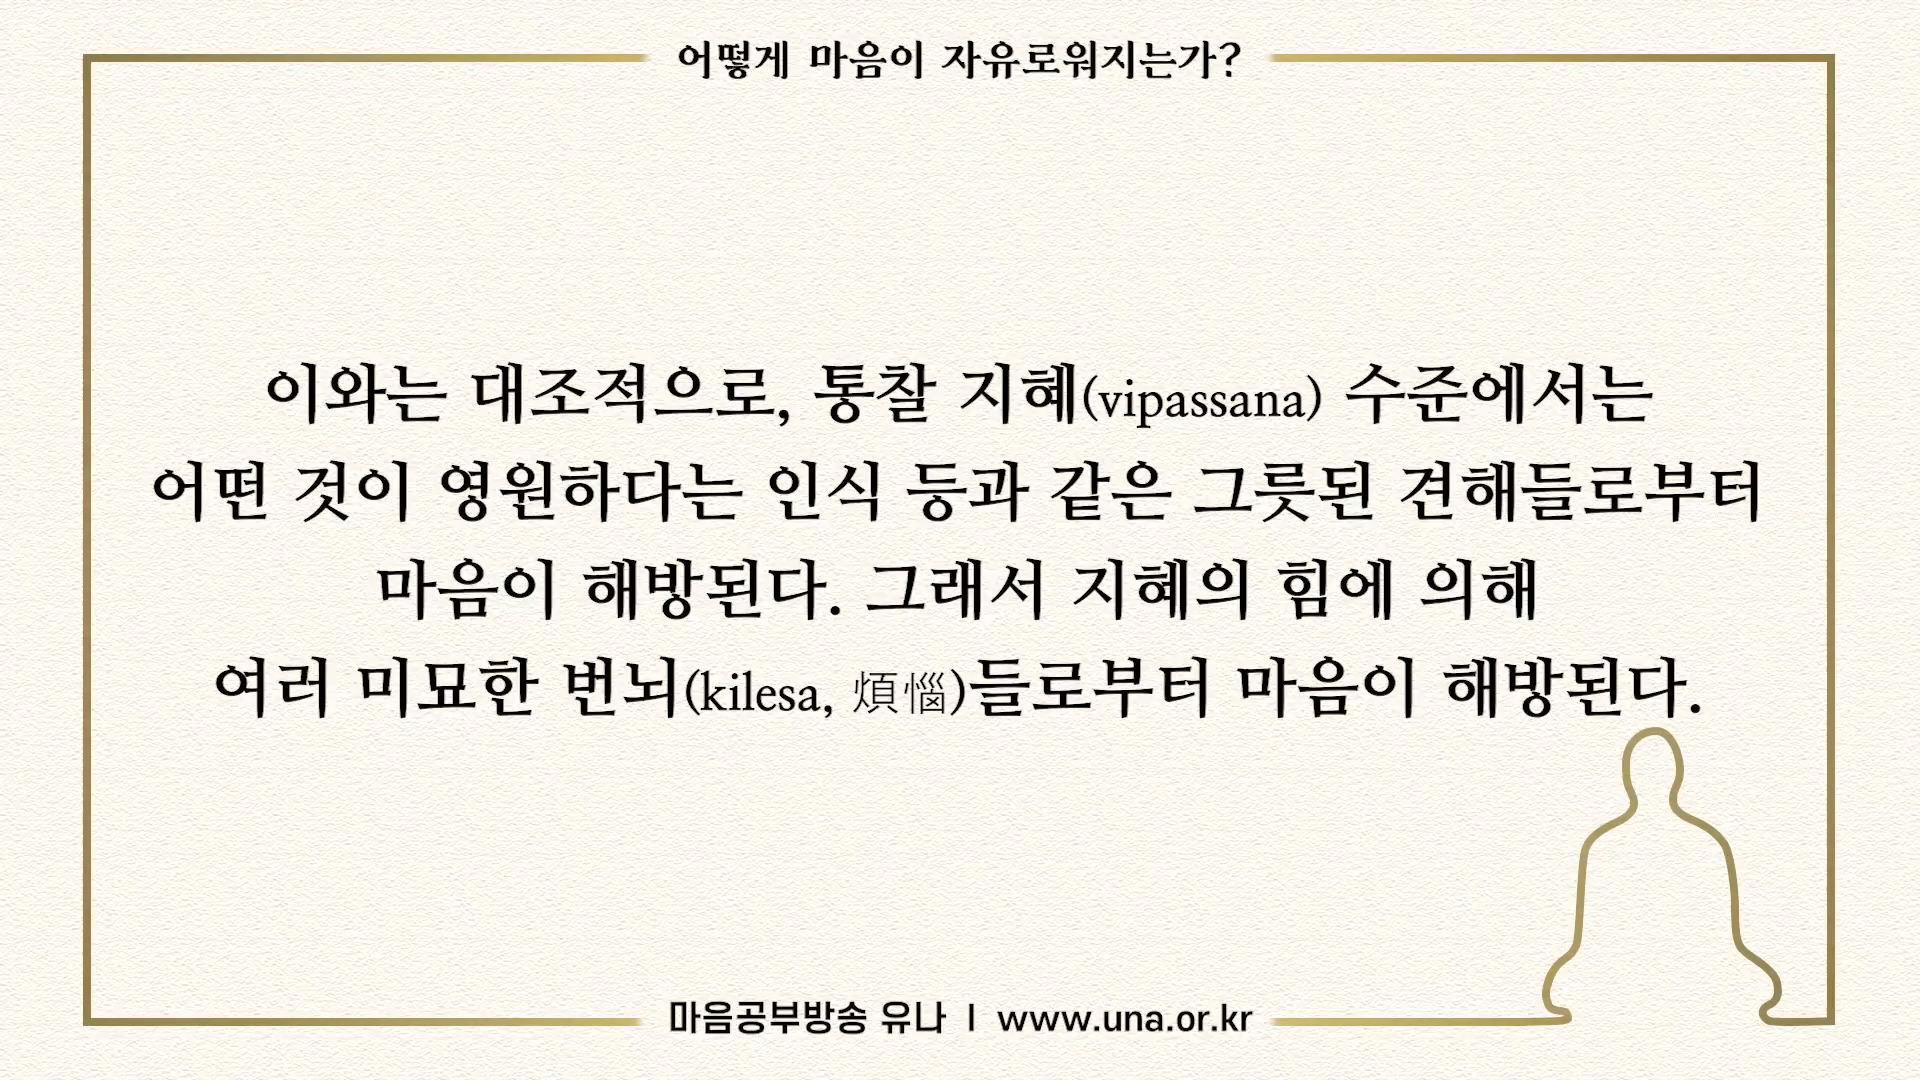 어떻게 마음이 자유로워지는가?
이와는 대조적으로, 통찰 지혜(vipassana) 수준에서는
어떤 것이 영원하다는 인식 등과 같은 그릇된 견해들로부터
마음이 해방된다. 그래서 지혜의 힘에 의해
여러 미묘한 번뇌(kilesa, 煩惱)들로부터 마음이 해방된다.
마음공부방송 유나 ㅣ www.una.or.kr